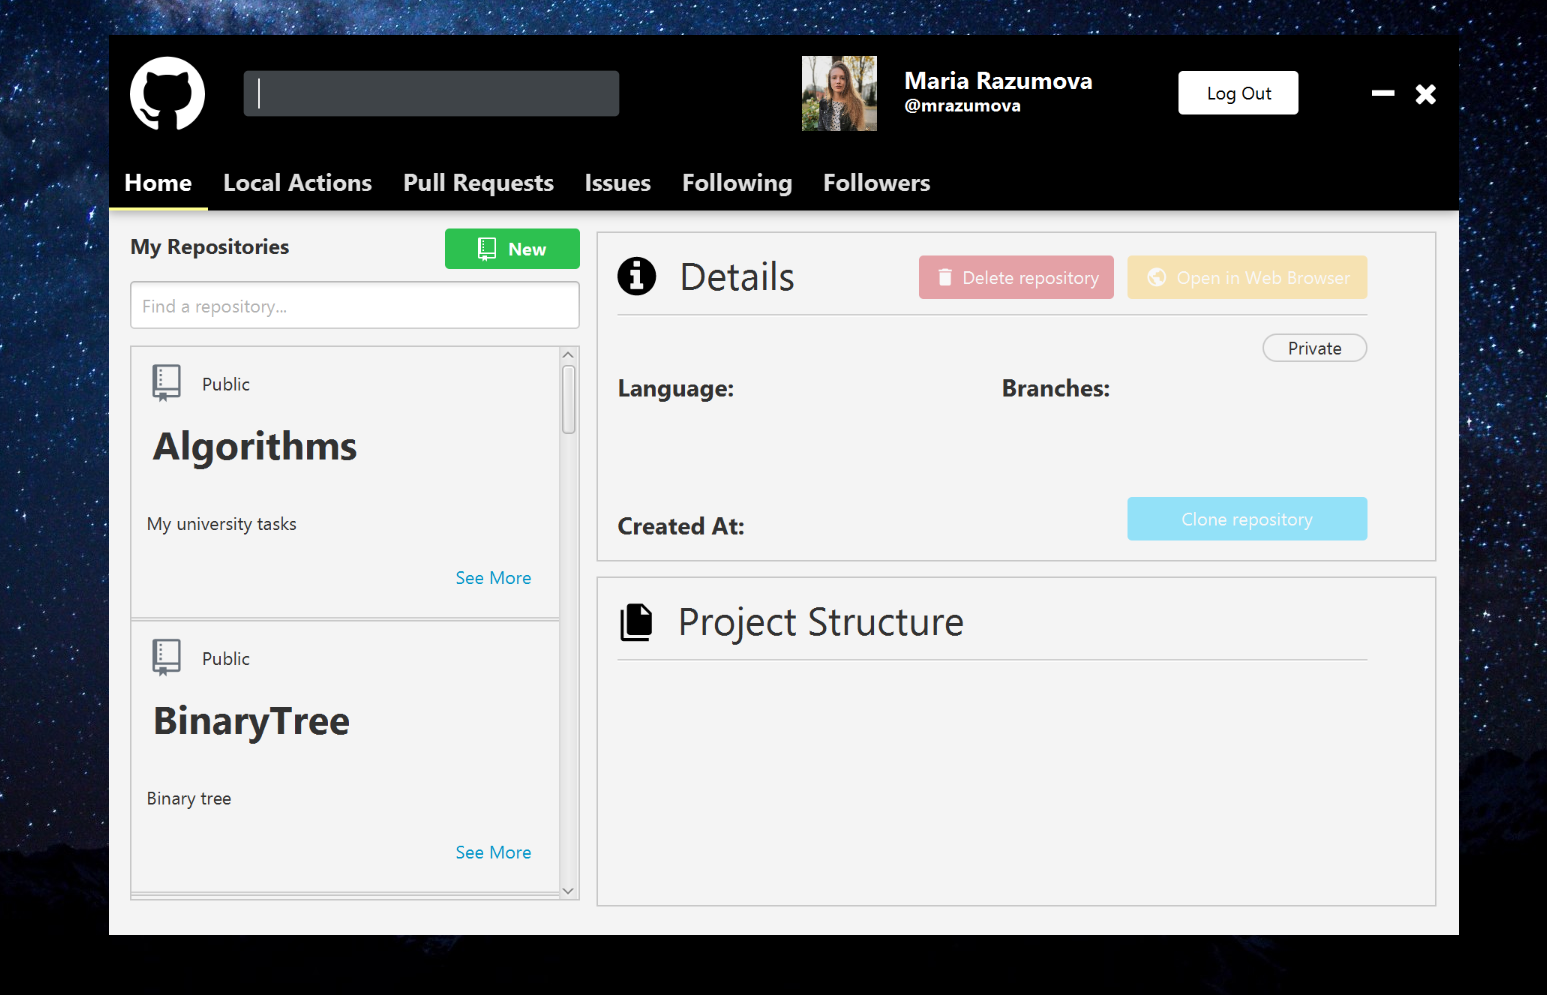 Maria Razumova
@mrazumova
Log Out
Home
Local Actions
Pull Requests
Issues
Following
Followers
My Repositories
New
Find a repository...
Public
Algorithms
My university tasks
See More
Public
BinaryTree
Binary tree
See More
Details
Delete repository
Open in Web Browser
Private
Language:
Branches:
Created At:
Clone repository
Project Structure